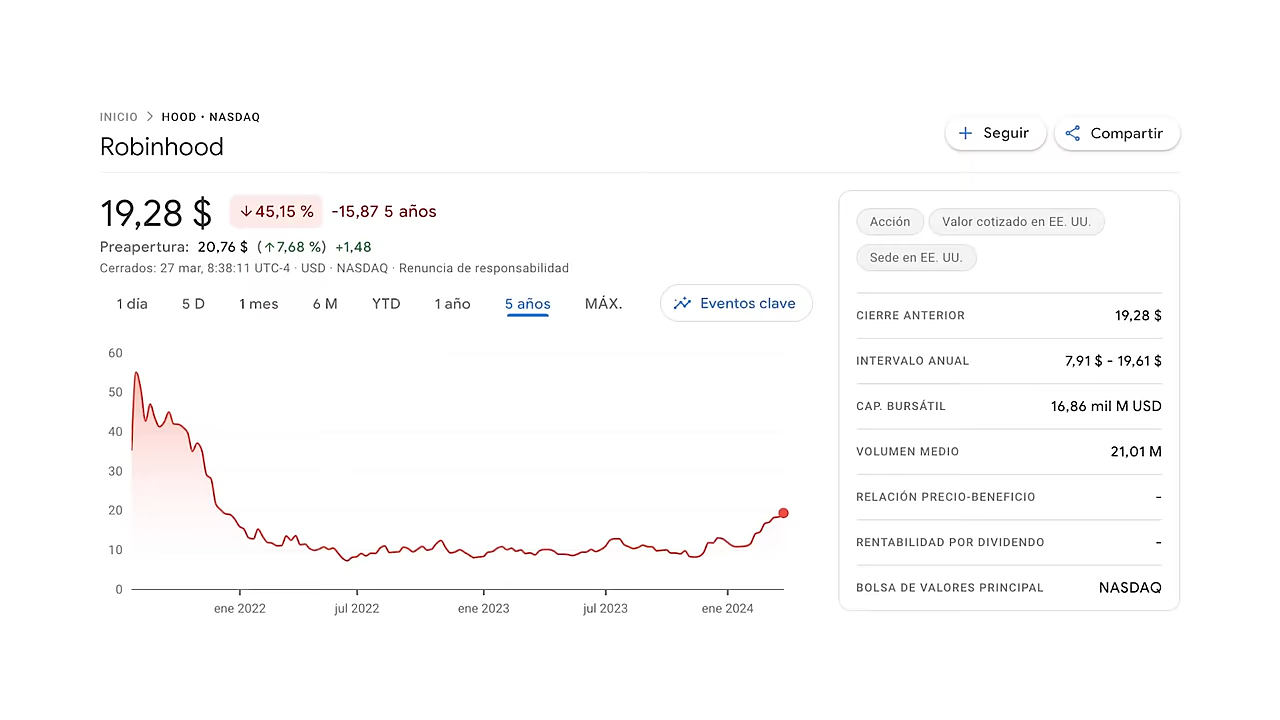 INICIO > HOOD • NASDAQ
Robinhood
Seguir
Compartir
19,28 $ ↓45,15 % -15,87 5 años
Preapertura: 20,76 $ (↑7,68 %) +1,48
Cerrados: 27 mar, 8:38:11 UTC-4 · USD · NASDAQ · Renuncia de responsabilidad
1 día 5 D 1 mes 6 M YTD 1 año 5 años MÁX. Eventos clave
60
50
40
30
20
10
0
ene 2022 jul 2022 ene 2023 jul 2023 ene 2024
Acción Valor cotizado en EE. UU.
Sede en EE. UU.
CIERRE ANTERIOR 19,28 $
INTERVALO ANUAL 7,91 $ - 19,61 $
CAP. BURSÁTIL 16,86 mil M USD
VOLUMEN MEDIO 21,01 M
RELACIÓN PRECIO-BENEFICIO -
RENTABILIDAD POR DIVIDENDO -
BOLSA DE VALORES PRINCIPAL NASDAQ